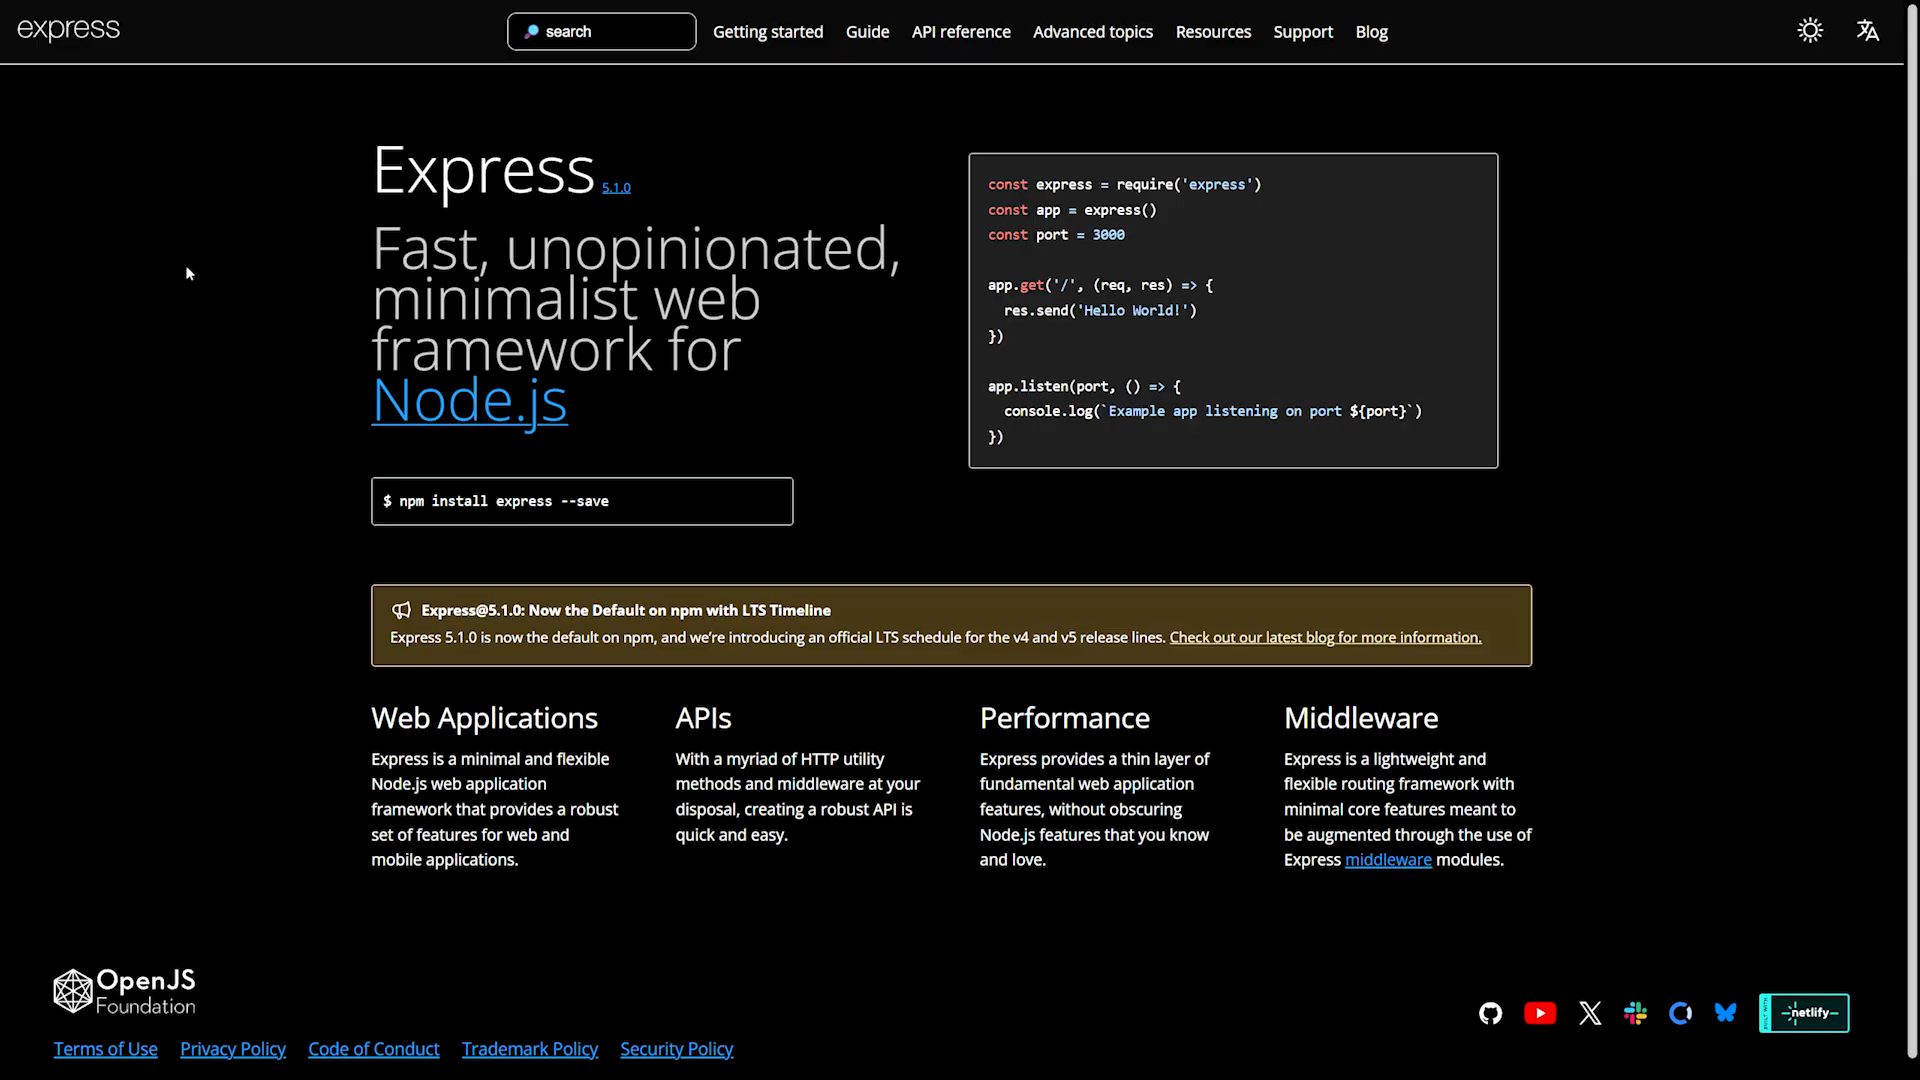 express
search
Getting started
Guide
API reference
Advanced topics
Resources
Support
Blog
Express 5.1.0
Fast, unopinionated,
minimalist web
framework for
Node.js
$ npm install express --save
const express = require('express')
const app = express()
const port = 3000
app.get('/', (req, res) => {
  res.send('Hello World!')
})
app.listen(port, () => {
  console.log(`Example app listening on port ${port}`)
})
Express@5.1.0: Now the Default on npm with LTS Timeline
Express 5.1.0 is now the default on npm, and we’re introducing an official LTS schedule for the v4 and v5 release lines. Check out our latest blog for more information.
Web Applications
Express is a minimal and flexible
Node.js web application
framework that provides a robust
set of features for web and
mobile applications.
APIs
With a myriad of HTTP utility
methods and middleware at your
disposal, creating a robust API is
quick and easy.
Performance
Express provides a thin layer of
fundamental web application
features, without obscuring
Node.js features that you know
and love.
Middleware
Express is a lightweight and
flexible routing framework with
minimal core features meant to
be augmented through the use of
Express middleware modules.
OpenJS
Foundation
Terms of Use
Privacy Policy
Code of Conduct
Trademark Policy
Security Policy
BUILT WITH
netlify